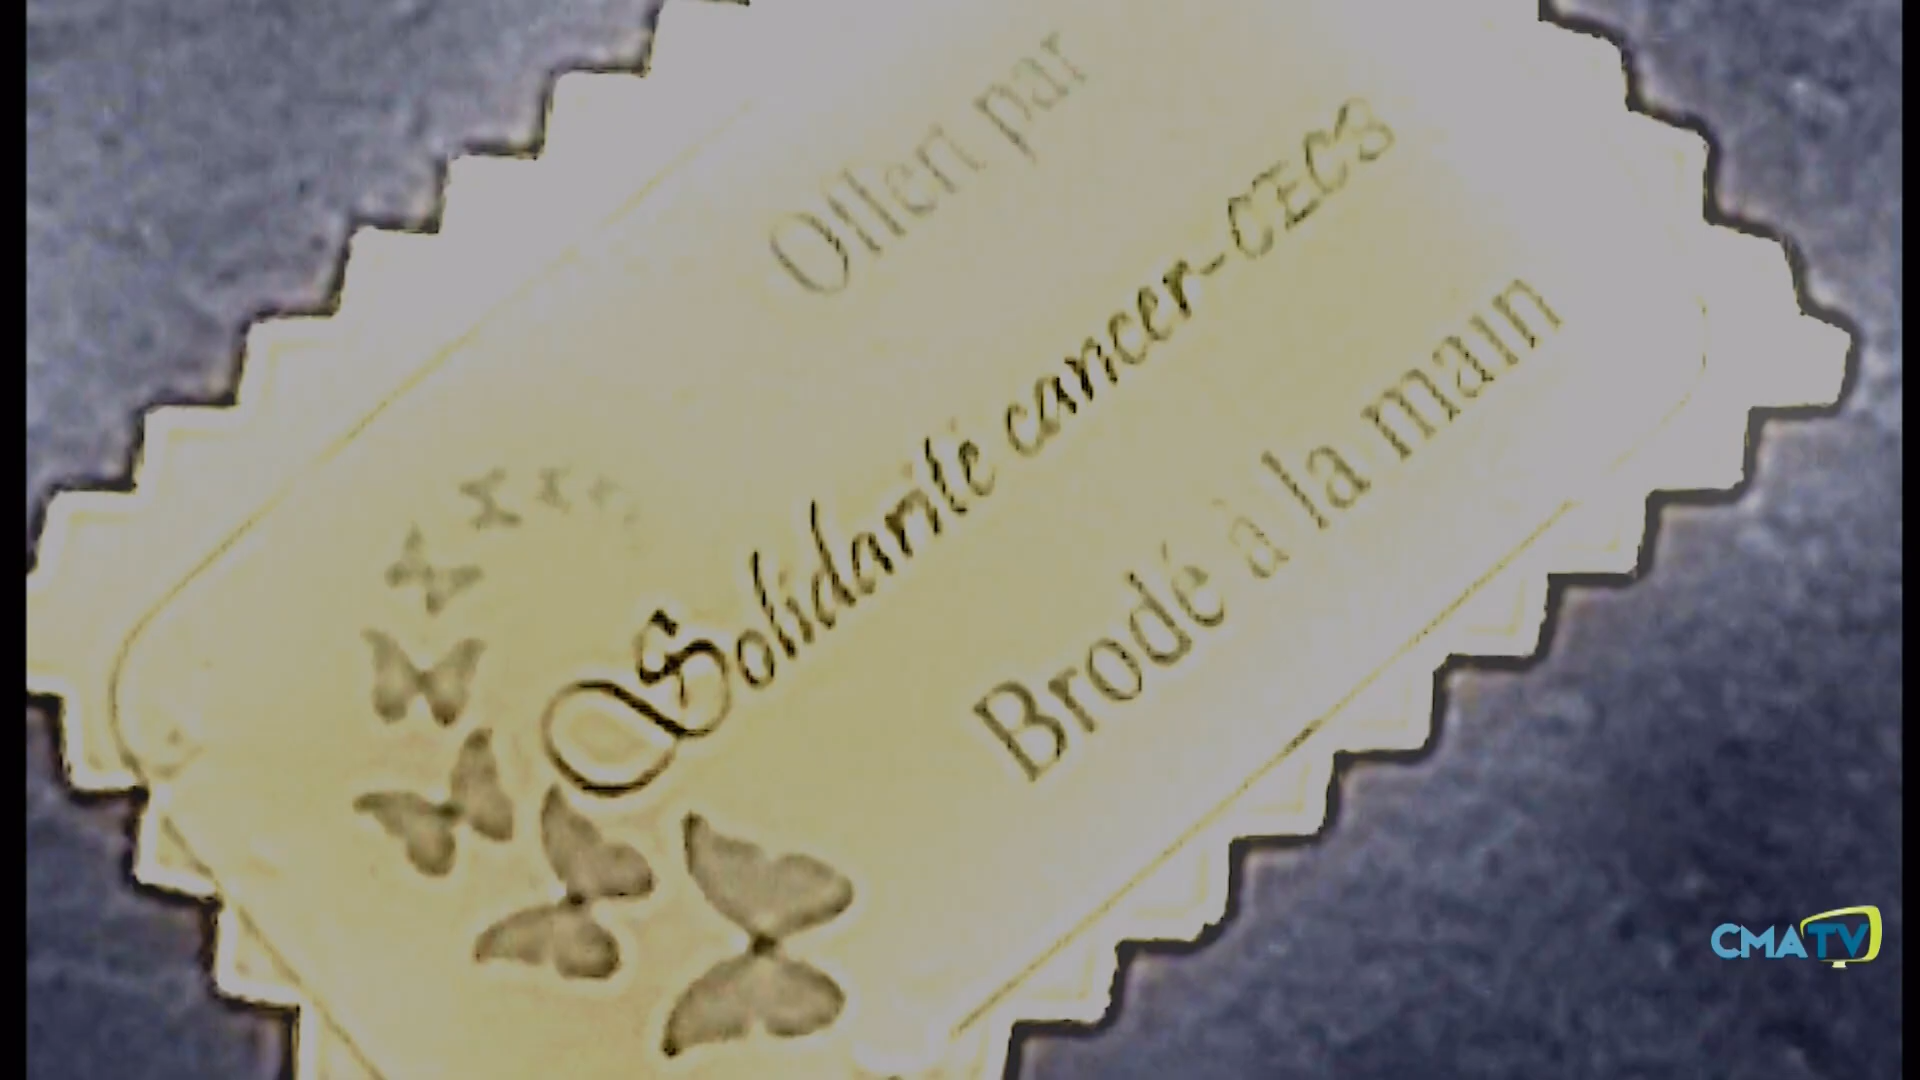 Offert par
Solidarité cancer-CECS
Brodé à la main
CMATV